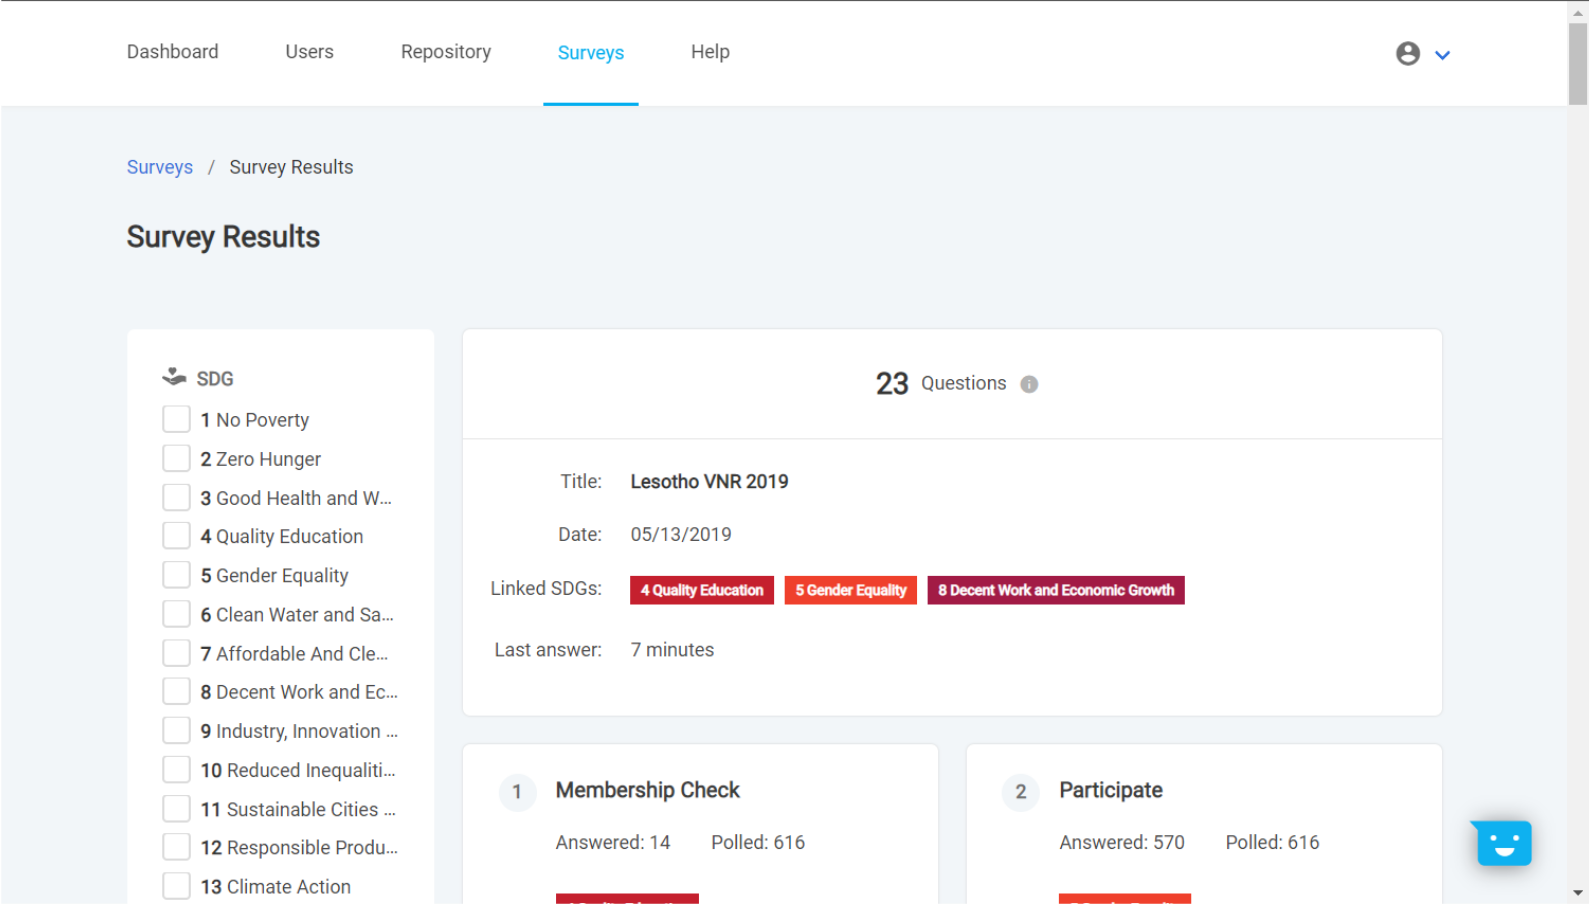 Dashboard Users Repository Surveys Help
Surveys / Survey Results
Survey Results
SDG
1 No Poverty
2 Zero Hunger
3 Good Health and W...
4 Quality Education
5 Gender Equality
6 Clean Water and Sa...
7 Affordable And Cle...
8 Decent Work and Ec...
9 Industry, Innovation ...
10 Reduced Inequaliti...
11 Sustainable Cities ...
12 Responsible Produ...
13 Climate Action
23 Questions
Title: Lesotho VNR 2019
Date: 05/13/2019
Linked SDGs: 4 Quality Education 5 Gender Equality 8 Decent Work and Economic Growth
Last answer: 7 minutes
1 Membership Check
Answered: 14 Polled: 616
2 Participate
Answered: 570 Polled: 616